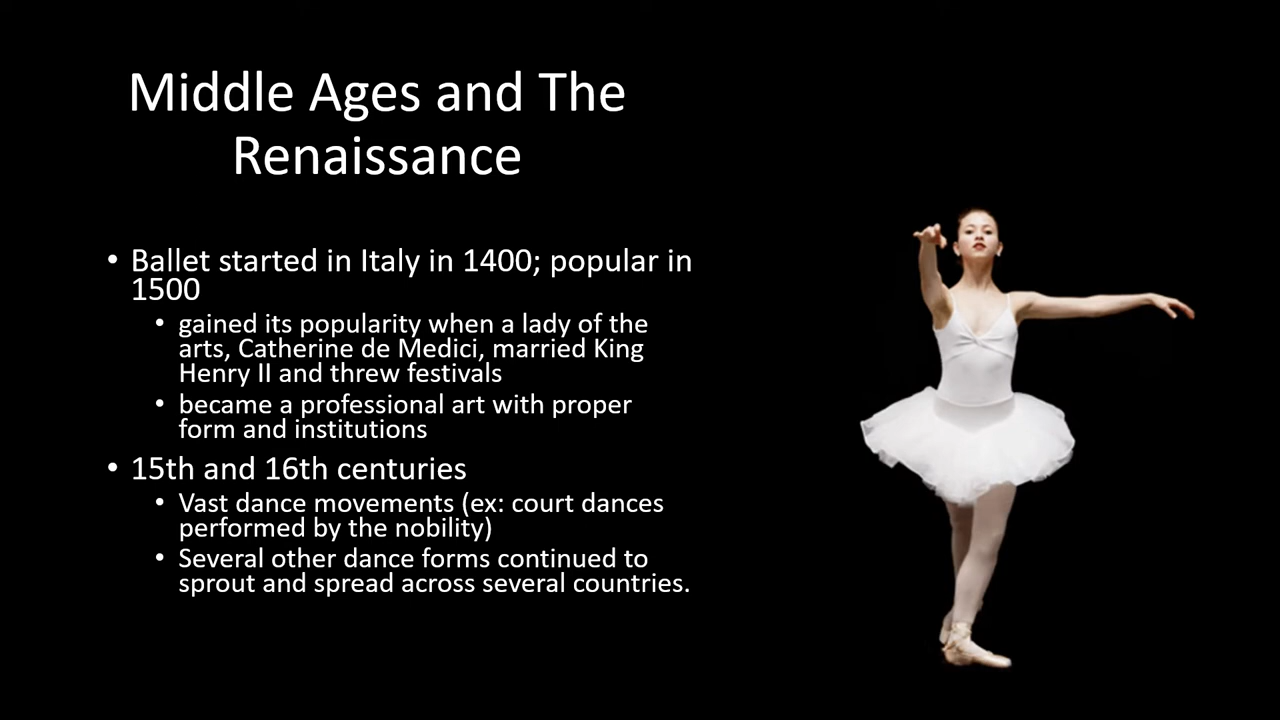 Middle Ages and The
Renaissance
• Ballet started in Italy in 1400; popular in
1500
• gained its popularity when a lady of the
arts, Catherine de Medici, married King
Henry II and threw festivals
• became a professional art with proper
form and institutions
• 15th and 16th centuries
• Vast dance movements (ex: court dances
performed by the nobility)
• Several other dance forms continued to
sprout and spread across several countries.